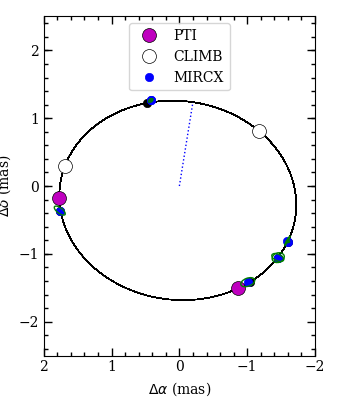 PTI
CLIMB
MIRCX
2
1
0
−1
−2
Δδ (mas)
2
1
0
−1
−2
Δα (mas)